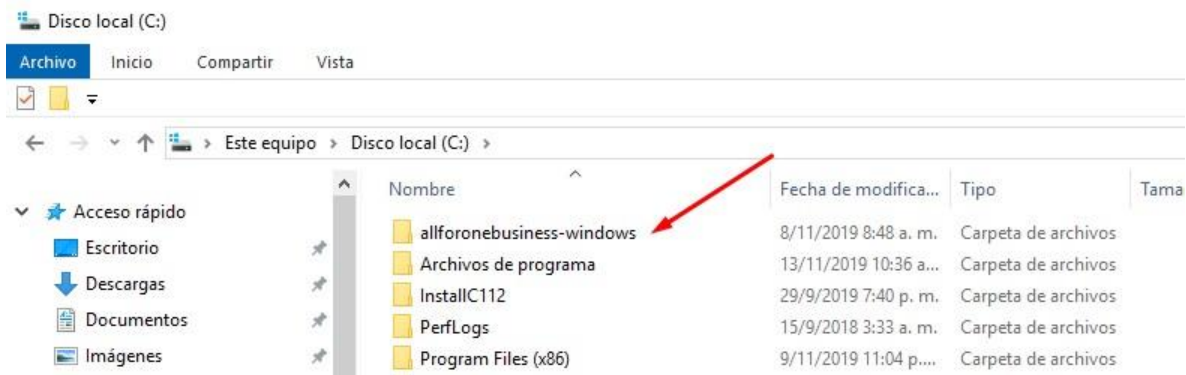 Disco local (C:)
Archivo Inicio Compartir Vista
Este equipo > Disco local (C:) >
Nombre Fecha de modifica... Tipo Tama
Acceso rápido
Escritorio
Descargas
Documentos
Imágenes
allforonebusiness-windows 8/11/2019 8:48 a. m. Carpeta de archivos
Archivos de programa 13/11/2019 10:36 a... Carpeta de archivos
InstallC112 29/9/2019 7:40 p. m. Carpeta de archivos
PerfLogs 15/9/2018 3:33 a. m. Carpeta de archivos
Program Files (x86) 9/11/2019 11:04 p.... Carpeta de archivos